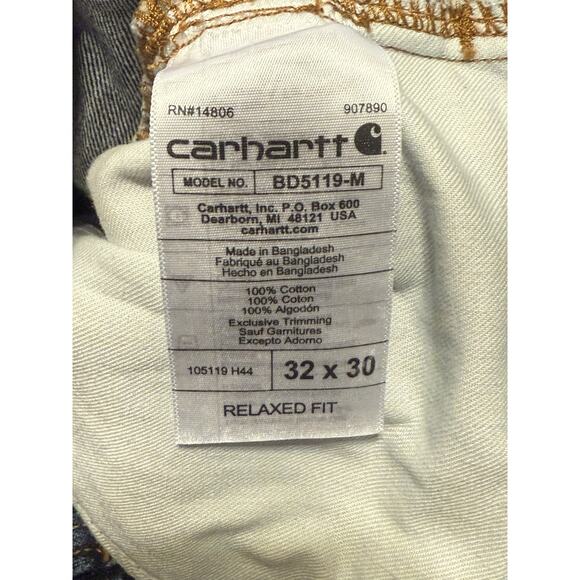 RN#14806 907890
carhartt
MODEL NO. BD5119-M
Carhartt, Inc. P.O. Box 600
Dearborn, MI 48121 USA
carhartt.com
Made in Bangladesh
Fabriqué au Bangladesh
Hecho en Bangladesh
100% Cotton
100% Coton
100% Algodón
Exclusive Trimming
Sauf Garnitures
Excepto Adorno
105119 H44 32 x 30
RELAXED FIT